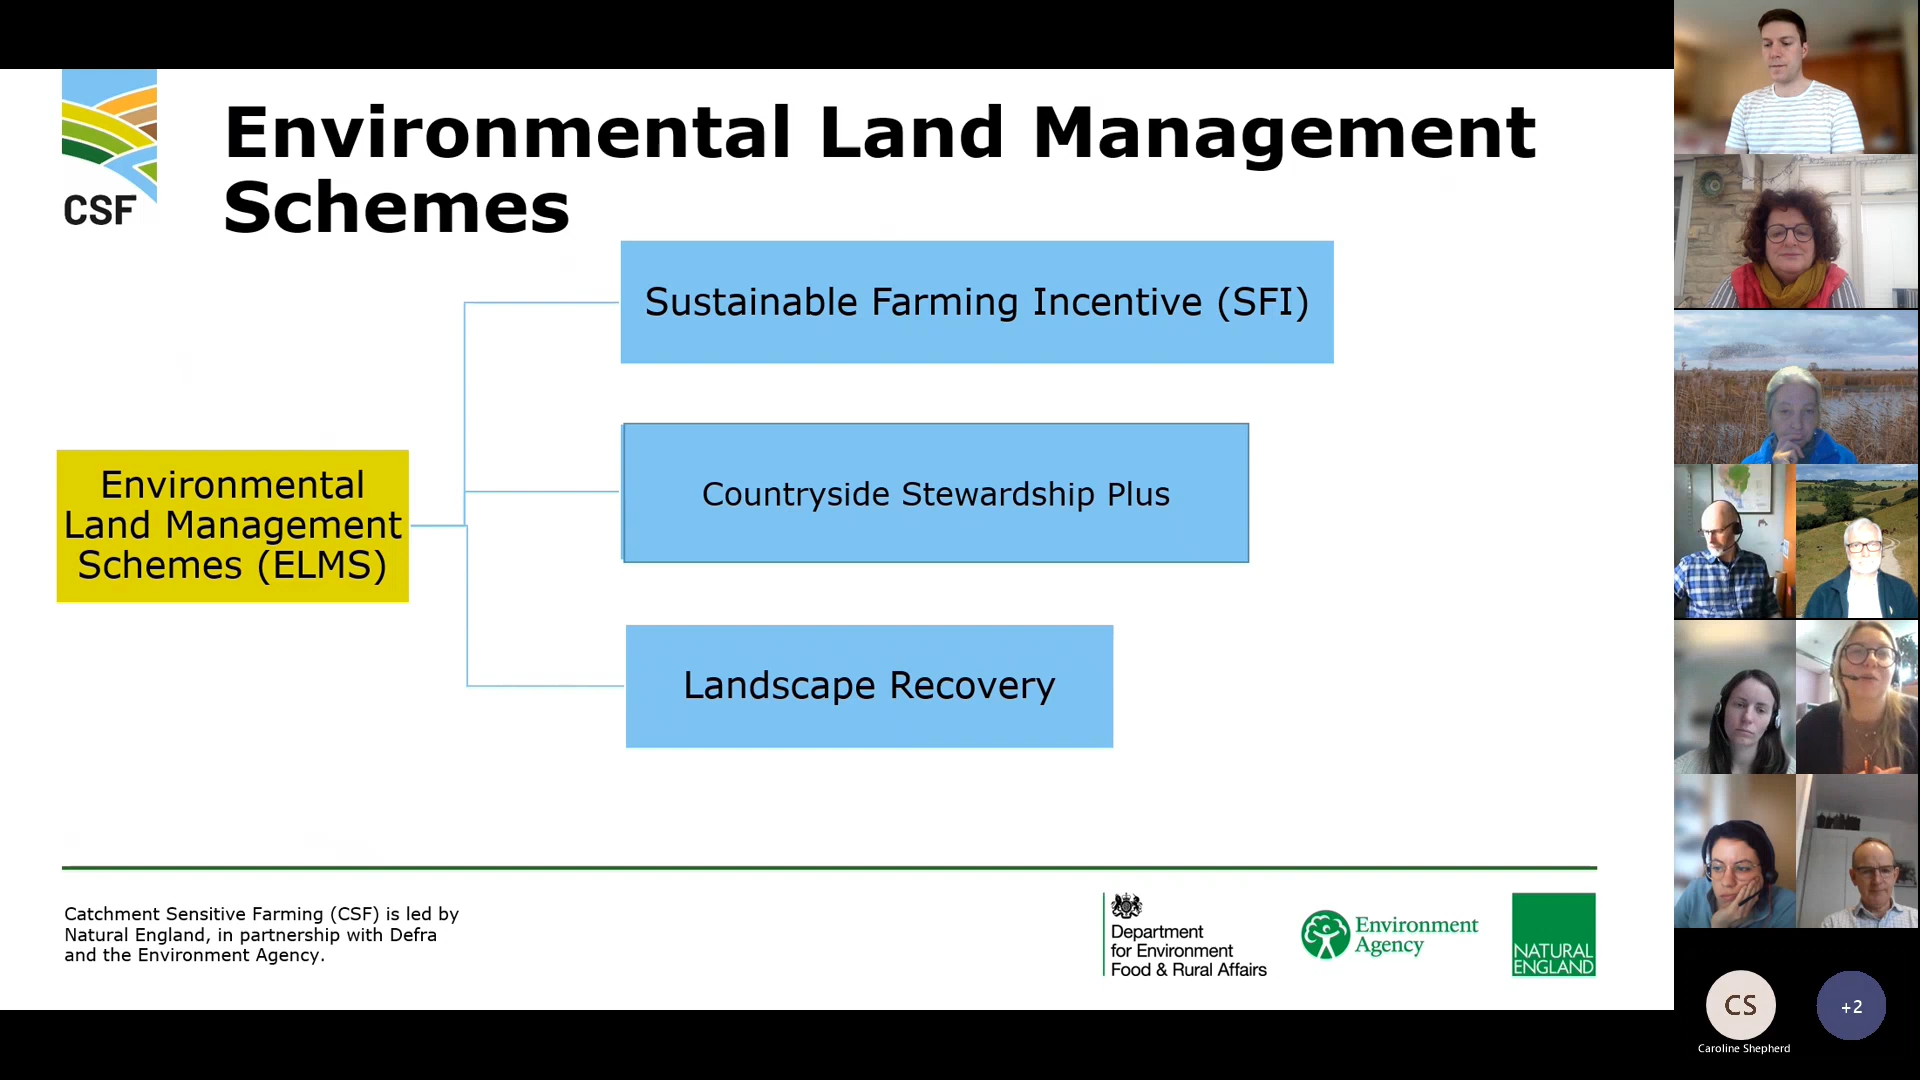 CSF
Environmental Land Management
Schemes
Sustainable Farming Incentive (SFI)
Countryside Stewardship Plus
Environmental
Land Management
Schemes (ELMS)
Landscape Recovery
Catchment Sensitive Farming (CSF) is led by
Natural England, in partnership with Defra
and the Environment Agency.
Department
for Environment
Food & Rural Affairs
Environment
Agency
NATURAL
ENGLAND
CS
+2
Caroline Shepherd